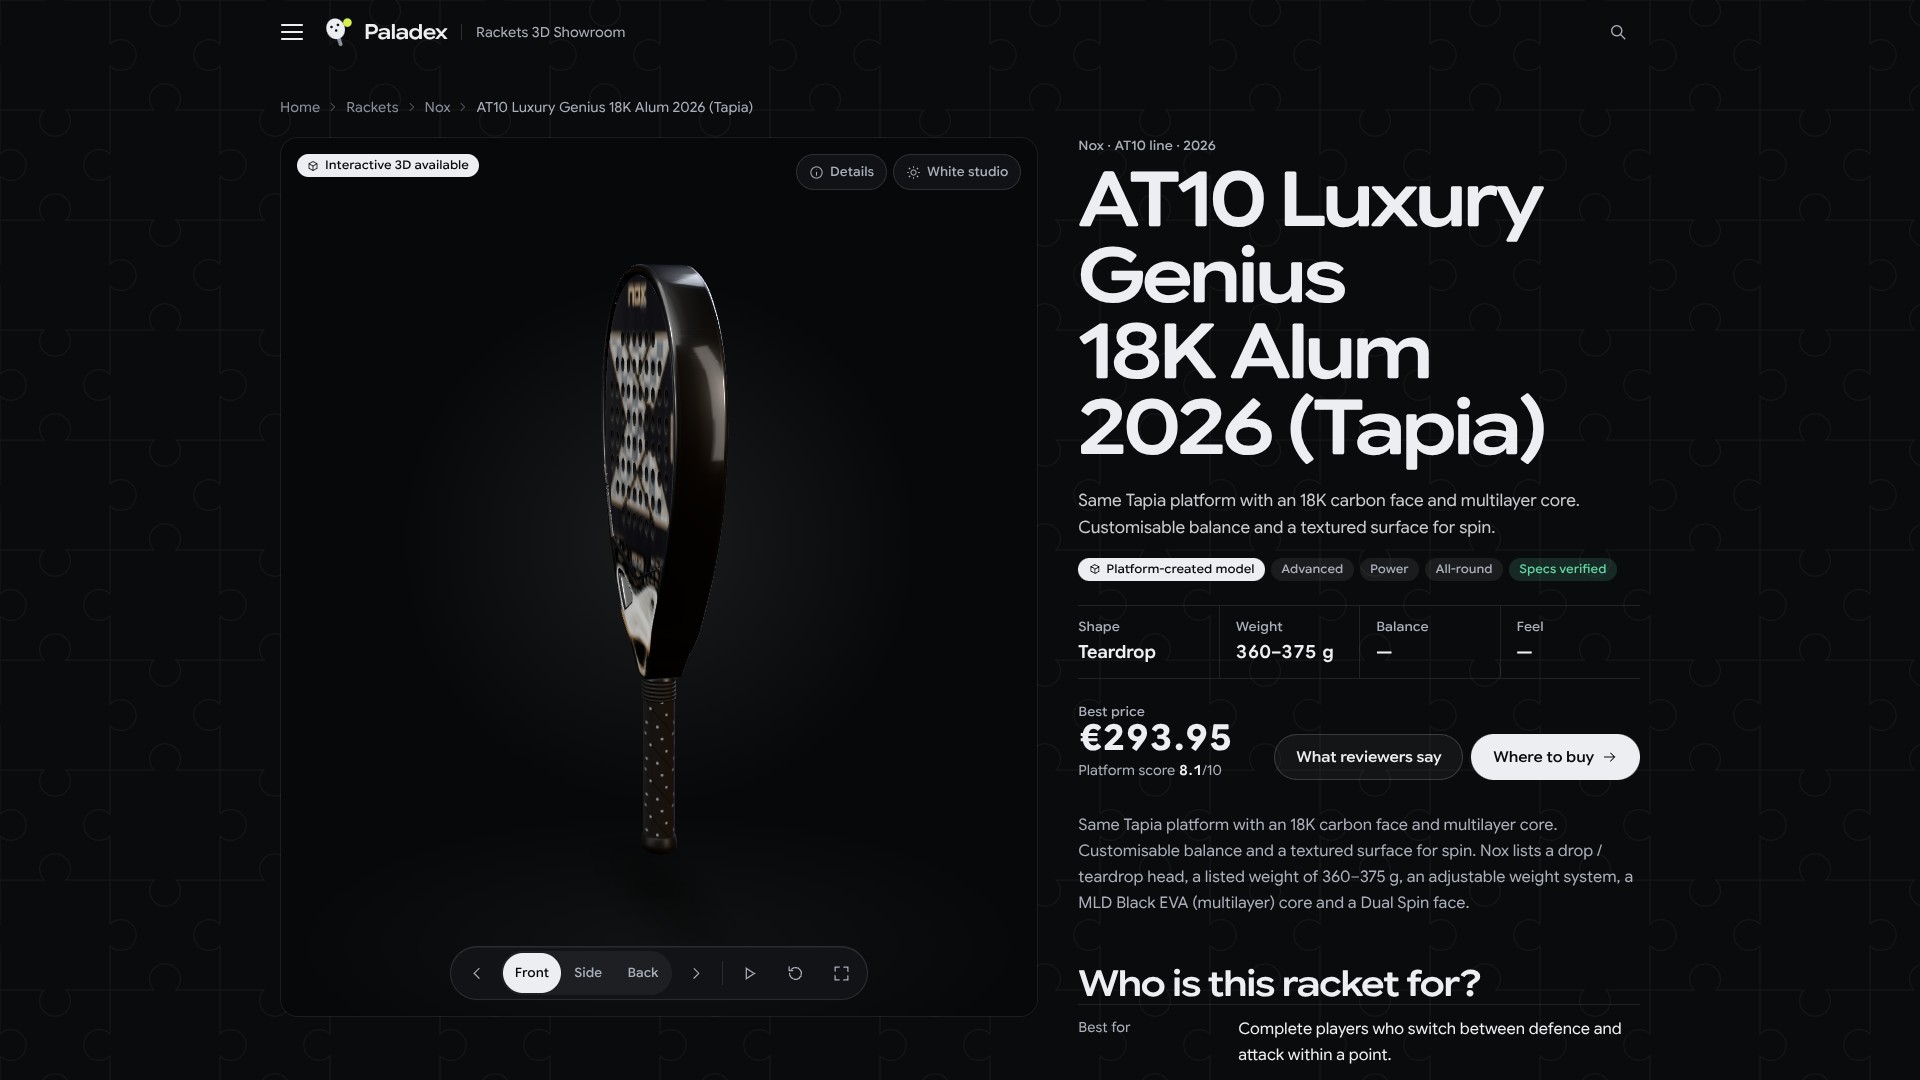 Paladex
Rackets 3D Showroom
Home
Rackets
Nox
AT10 Luxury Genius 18K Alum 2026 (Tapia)
Interactive 3D available
Details
White studio
nox
Front
Side
Back
Nox · AT10 line · 2026
AT10 Luxury
Genius
18K Alum
2026 (Tapia)
Same Tapia platform with an 18K carbon face and multilayer core.
Customisable balance and a textured surface for spin.
Platform-created model
Advanced
Power
All-round
Specs verified
Shape
Teardrop
Weight
360–375 g
Balance
—
Feel
—
Best price
€293.95
Platform score 8.1/10
What reviewers say
Where to buy →
Same Tapia platform with an 18K carbon face and multilayer core.
Customisable balance and a textured surface for spin. Nox lists a drop /
teardrop head, a listed weight of 360–375 g, an adjustable weight system, a
MLD Black EVA (multilayer) core and a Dual Spin face.
Who is this racket for?
Best for
Complete players who switch between defence and
attack within a point.